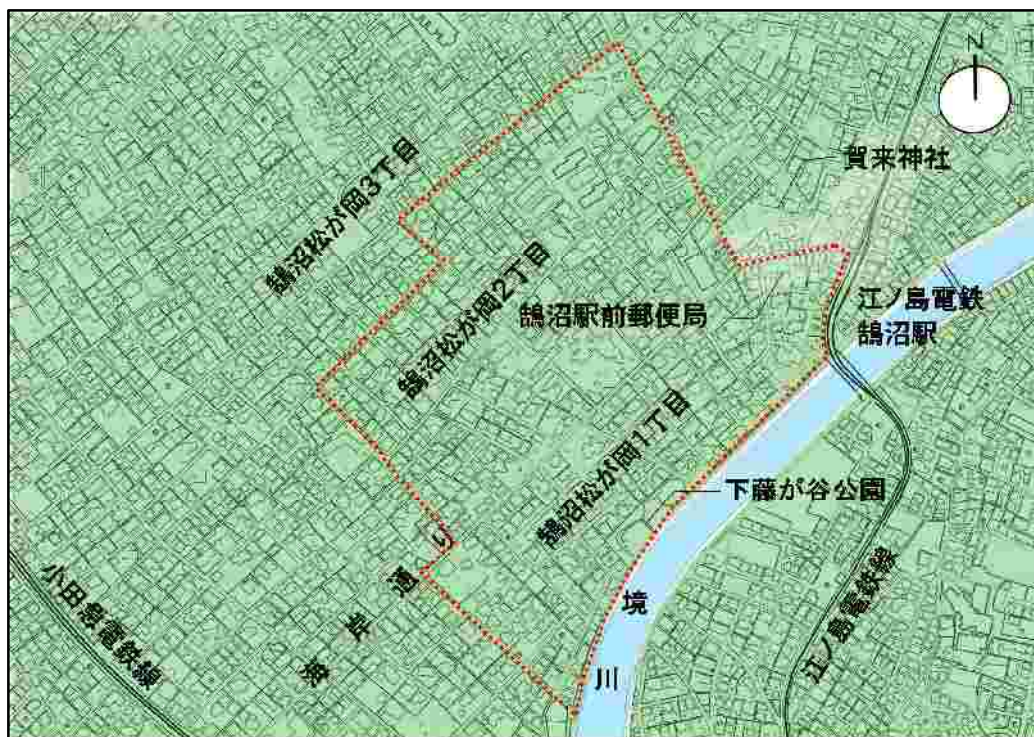 N
賀来神社
鵠沼松が岡3丁目
鵠沼松が岡2丁目
鵠沼駅前郵便局
江ノ島電鉄
鵠沼駅
鵠沼松が岡1丁目
下藤が谷公園
海岸通り
境川
小田急電鉄線
江ノ島電鉄線